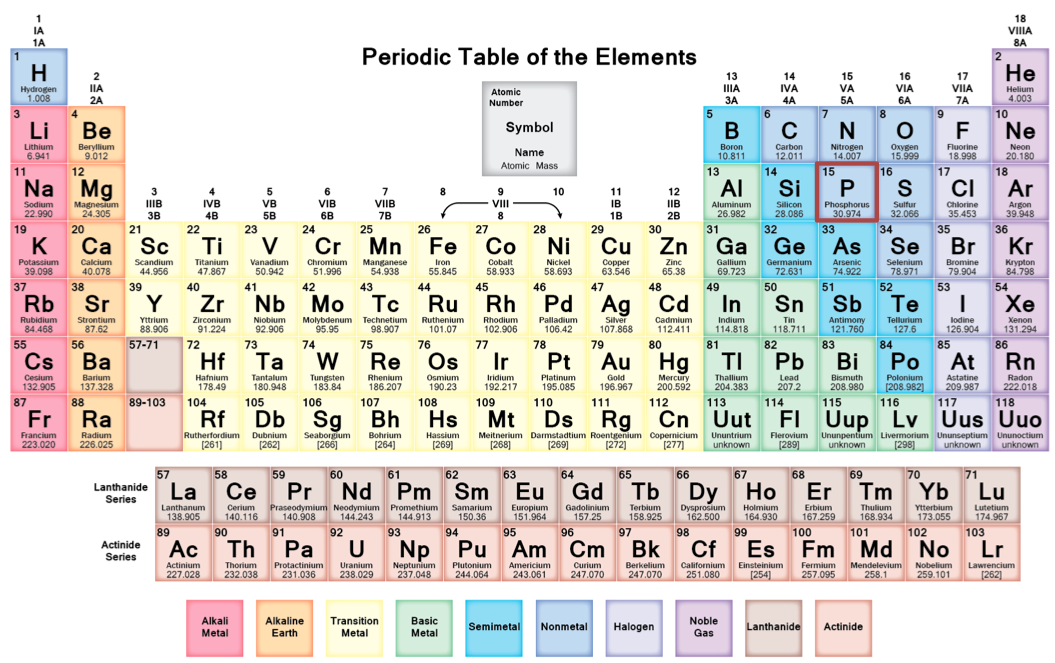 1
IA
1A
18
VIIIA
8A
Periodic Table of the Elements
1
H
Hydrogen
1.008
2
IIA
2A
13
IIIA
3A
14
IVA
4A
15
VA
5A
16
VIA
6A
17
VIIA
7A
2
He
Helium
4.003
Atomic
Number
Symbol
Name
Atomic Mass
3
Li
Lithium
6.941
4
Be
Beryllium
9.012
5
B
Boron
10.811
6
C
Carbon
12.011
7
N
Nitrogen
14.007
8
O
Oxygen
15.999
9
F
Fluorine
18.998
10
Ne
Neon
20.180
11
Na
Sodium
22.990
12
Mg
Magnesium
24.305
3
IIIB
3B
4
IVB
4B
5
VB
5B
6
VIB
6B
7
VIIB
7B
8
9
10
VIII
8
11
IB
1B
12
IIB
2B
13
Al
Aluminum
26.982
14
Si
Silicon
28.086
15
P
Phosphorus
30.974
16
S
Sulfur
32.066
17
Cl
Chlorine
35.453
18
Ar
Argon
39.948
19
K
Potassium
39.098
20
Ca
Calcium
40.078
21
Sc
Scandium
44.956
22
Ti
Titanium
47.867
23
V
Vanadium
50.942
24
Cr
Chromium
51.996
25
Mn
Manganese
54.938
26
Fe
Iron
55.845
27
Co
Cobalt
58.933
28
Ni
Nickel
58.693
29
Cu
Copper
63.546
30
Zn
Zinc
65.38
31
Ga
Gallium
69.723
32
Ge
Germanium
72.631
33
As
Arsenic
74.922
34
Se
Selenium
78.971
35
Br
Bromine
79.904
36
Kr
Krypton
84.798
37
Rb
Rubidium
84.468
38
Sr
Strontium
87.62
39
Y
Yttrium
88.906
40
Zr
Zirconium
91.224
41
Nb
Niobium
92.906
42
Mo
Molybdenum
95.95
43
Tc
Technetium
98.907
44
Ru
Ruthenium
101.07
45
Rh
Rhodium
102.906
46
Pd
Palladium
106.42
47
Ag
Silver
107.868
48
Cd
Cadmium
112.411
49
In
Indium
114.818
50
Sn
Tin
118.711
51
Sb
Antimony
121.760
52
Te
Tellurium
127.6
53
I
Iodine
126.904
54
Xe
Xenon
131.294
55
Cs
Cesium
132.905
56
Ba
Barium
137.328
57-71
72
Hf
Hafnium
178.49
73
Ta
Tantalum
180.948
74
W
Tungsten
183.84
75
Re
Rhenium
186.207
76
Os
Osmium
190.23
77
Ir
Iridium
192.217
78
Pt
Platinum
195.085
79
Au
Gold
196.967
80
Hg
Mercury
200.592
81
Tl
Thallium
204.383
82
Pb
Lead
207.2
83
Bi
Bismuth
208.980
84
Po
Polonium
[208.982]
85
At
Astatine
209.987
86
Rn
Radon
222.018
87
Fr
Francium
223.020
88
Ra
Radium
226.025
89-103
104
Rf
Rutherfordium
[261]
105
Db
Dubnium
[262]
106
Sg
Seaborgium
[266]
107
Bh
Bohrium
[264]
108
Hs
Hassium
[269]
109
Mt
Meitnerium
[268]
110
Ds
Darmstadtium
[269]
111
Rg
Roentgenium
[272]
112
Cn
Copernicium
[277]
113
Uut
Ununtrium
unknown
114
Fl
Flerovium
[289]
115
Uup
Ununpentium
unknown
116
Lv
Livermorium
[298]
117
Uus
Ununseptium
unknown
118
Uuo
Ununoctium
unknown
Lanthanide
Series
57
La
Lanthanum
138.905
58
Ce
Cerium
140.116
59
Pr
Praseodymium
140.908
60
Nd
Neodymium
144.243
61
Pm
Promethium
144.913
62
Sm
Samarium
150.36
63
Eu
Europium
151.964
64
Gd
Gadolinium
157.25
65
Tb
Terbium
158.925
66
Dy
Dysprosium
162.500
67
Ho
Holmium
164.930
68
Er
Erbium
167.259
69
Tm
Thulium
168.934
70
Yb
Ytterbium
173.055
71
Lu
Lutetium
174.967
Actinide
Series
89
Ac
Actinium
227.028
90
Th
Thorium
232.038
91
Pa
Protactinium
231.036
92
U
Uranium
238.029
93
Np
Neptunium
237.048
94
Pu
Plutonium
244.064
95
Am
Americium
243.061
96
Cm
Curium
247.070
97
Bk
Berkelium
247.070
98
Cf
Californium
251.080
99
Es
Einsteinium
[254]
100
Fm
Fermium
257.095
101
Md
Mendelevium
258.1
102
No
Nobelium
259.101
103
Lr
Lawrencium
[262]
Alkali
Metal
Alkaline
Earth
Transition
Metal
Basic
Metal
Semimetal
Nonmetal
Halogen
Noble
Gas
Lanthanide
Actinide